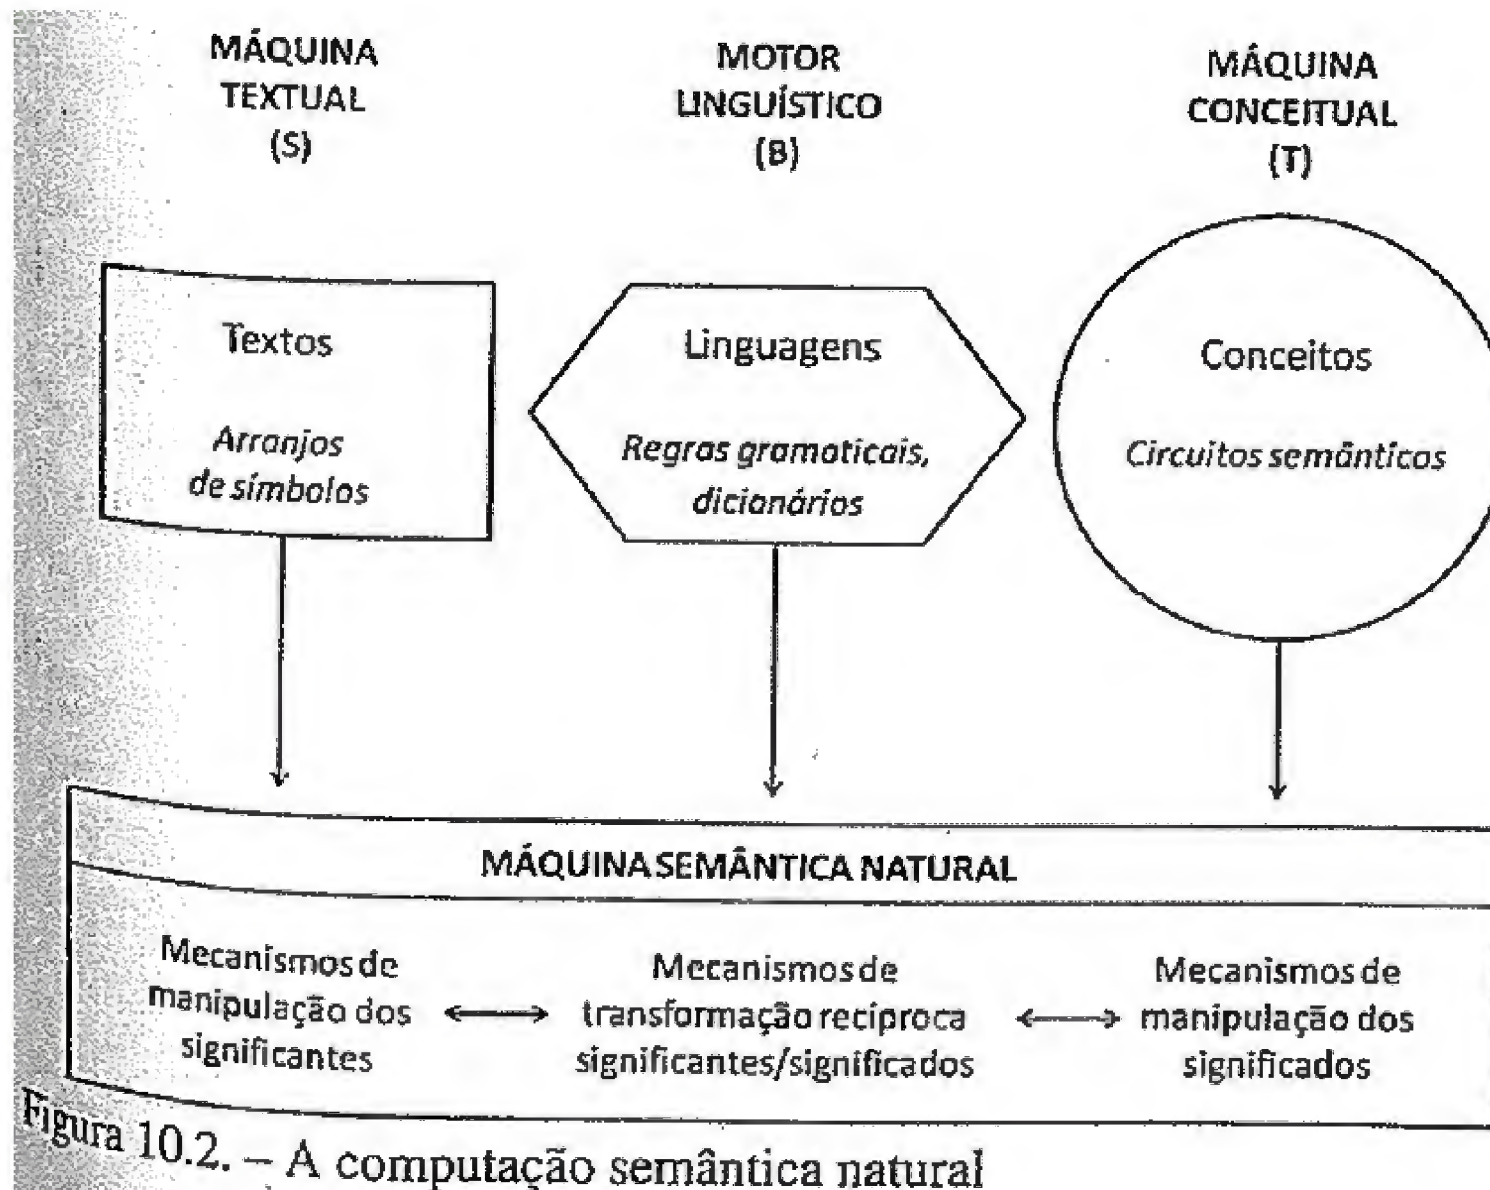 MÁQUINA
TEXTUAL
(S)
MOTOR
LINGUÍSTICO
(B)
MÁQUINA
CONCEITUAL
(T)
Textos
Arranjos
de símbolos
Linguagens
Regras gramaticais,
dicionários
Conceitos
Circuitos semânticos
MÁQUINA SEMÂNTICA NATURAL
Mecanismos de
manipulação dos
significantes
Mecanismos de
transformação recíproca
significantes/significados
Mecanismos de
manipulação dos
significados
Figura 10.2. – A computação semântica natural